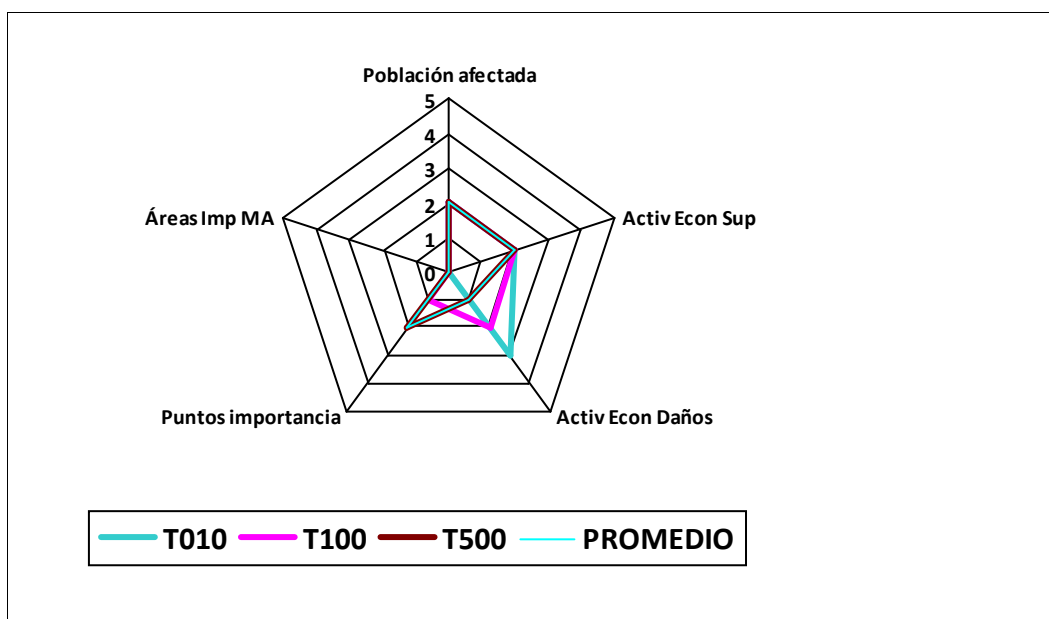 Población afectada
5
4
3
2
1
0
Áreas Imp MA
Activ Econ Sup
Puntos importancia
Activ Econ Daños
T010 T100 T500 PROMEDIO